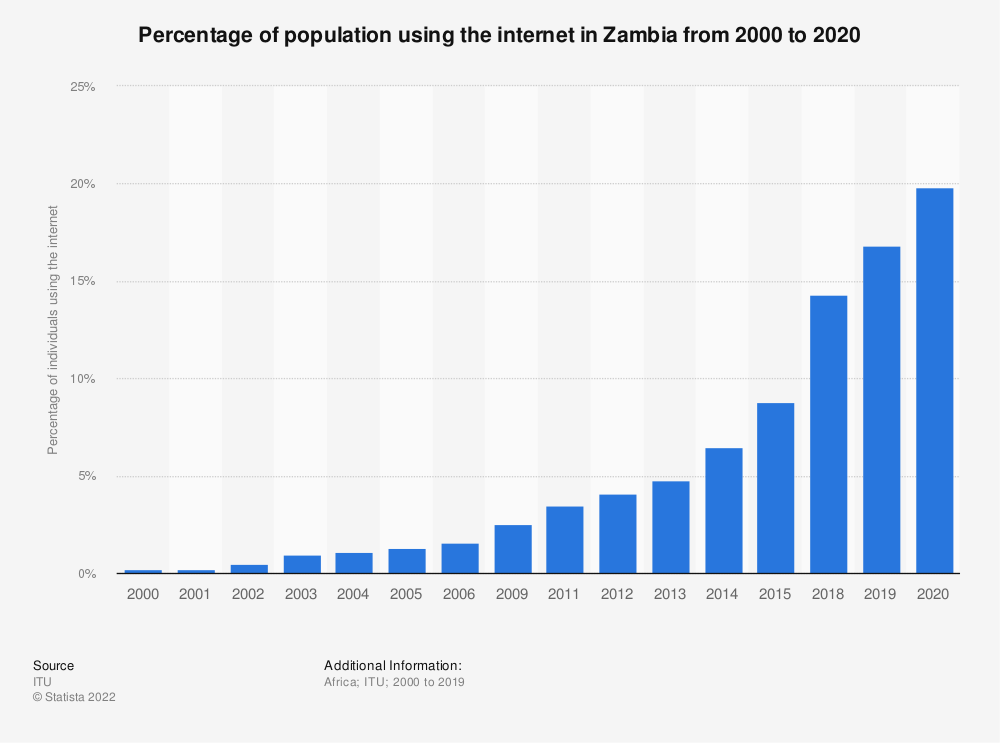 Percentage of population using the internet in Zambia from 2000 to 2020
25%
20%
15%
10%
5%
0%
Percentage of individuals using the internet
2000 2001 2002 2003 2004 2005 2006 2009 2011 2012 2013 2014 2015 2018 2019 2020
Source
ITU
© Statista 2022
Additional Information:
Africa; ITU; 2000 to 2019